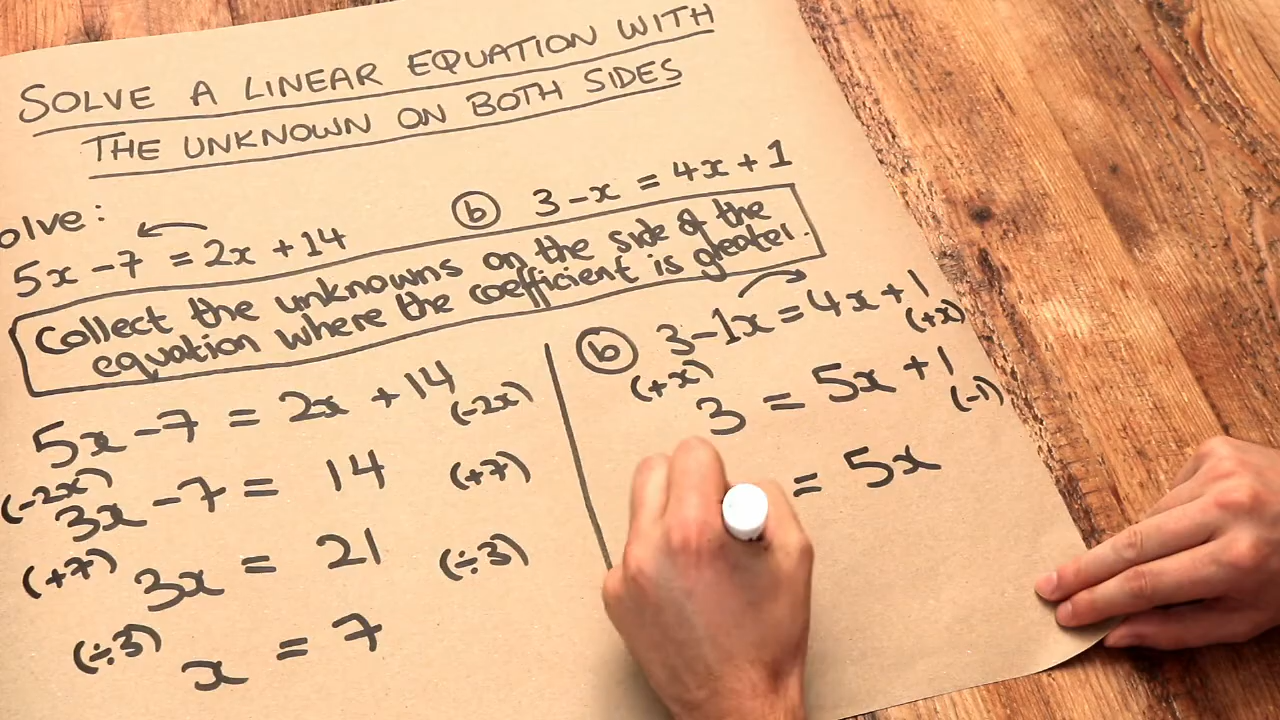 SOLVE A LINEAR EQUATION WITH
THE UNKNOWN ON BOTH SIDES
olve:
5x - 7 = 2x + 14
(b) 3 - x = 4x + 1
Collect the unknowns on the side of the
equation where the coefficient is greater.
5x - 7 = 2x + 14
(-2x) (-2x)
3x - 7 = 14
(+7) (+7)
3x = 21
(÷3) (÷3)
x = 7
(b) 3 - 1x = 4x + 1
(+x) (+x)
3 = 5x + 1
(-1)
= 5x